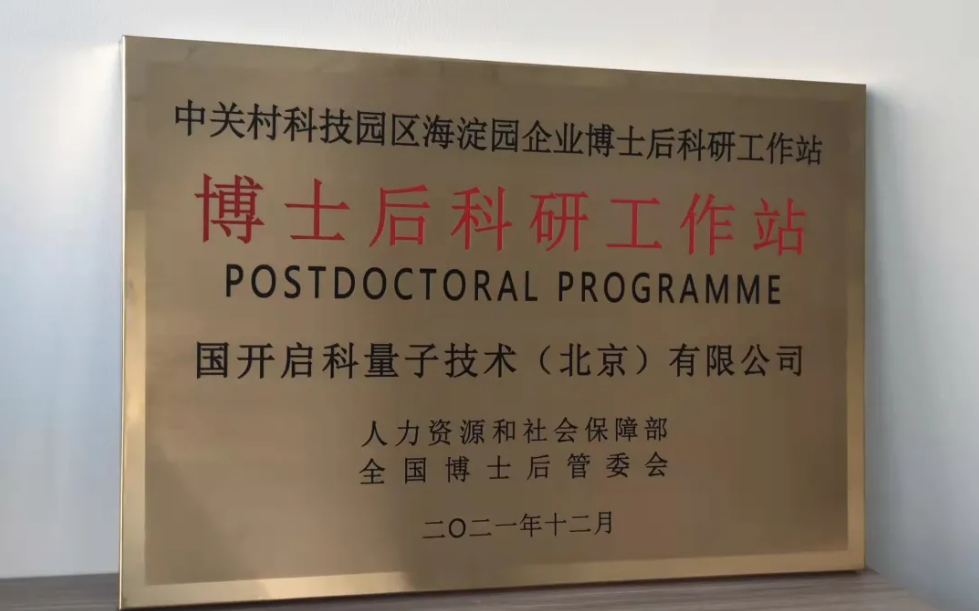 中关村科技园区海淀园企业博士后科研工作站
博士后科研工作站
POSTDOCTORAL PROGRAMME
国开启科量子技术（北京）有限公司
人力资源和社会保障部
全国博士后管委会
二〇二一年十二月